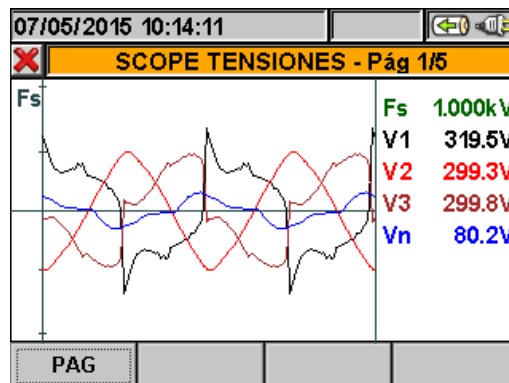 07/05/2015 10:14:11
SCOPE TENSIONES - Pág 1/5
Fs
Fs 1.000kV
V1 319.5V
V2 299.3V
V3 299.8V
Vn 80.2V
PAG